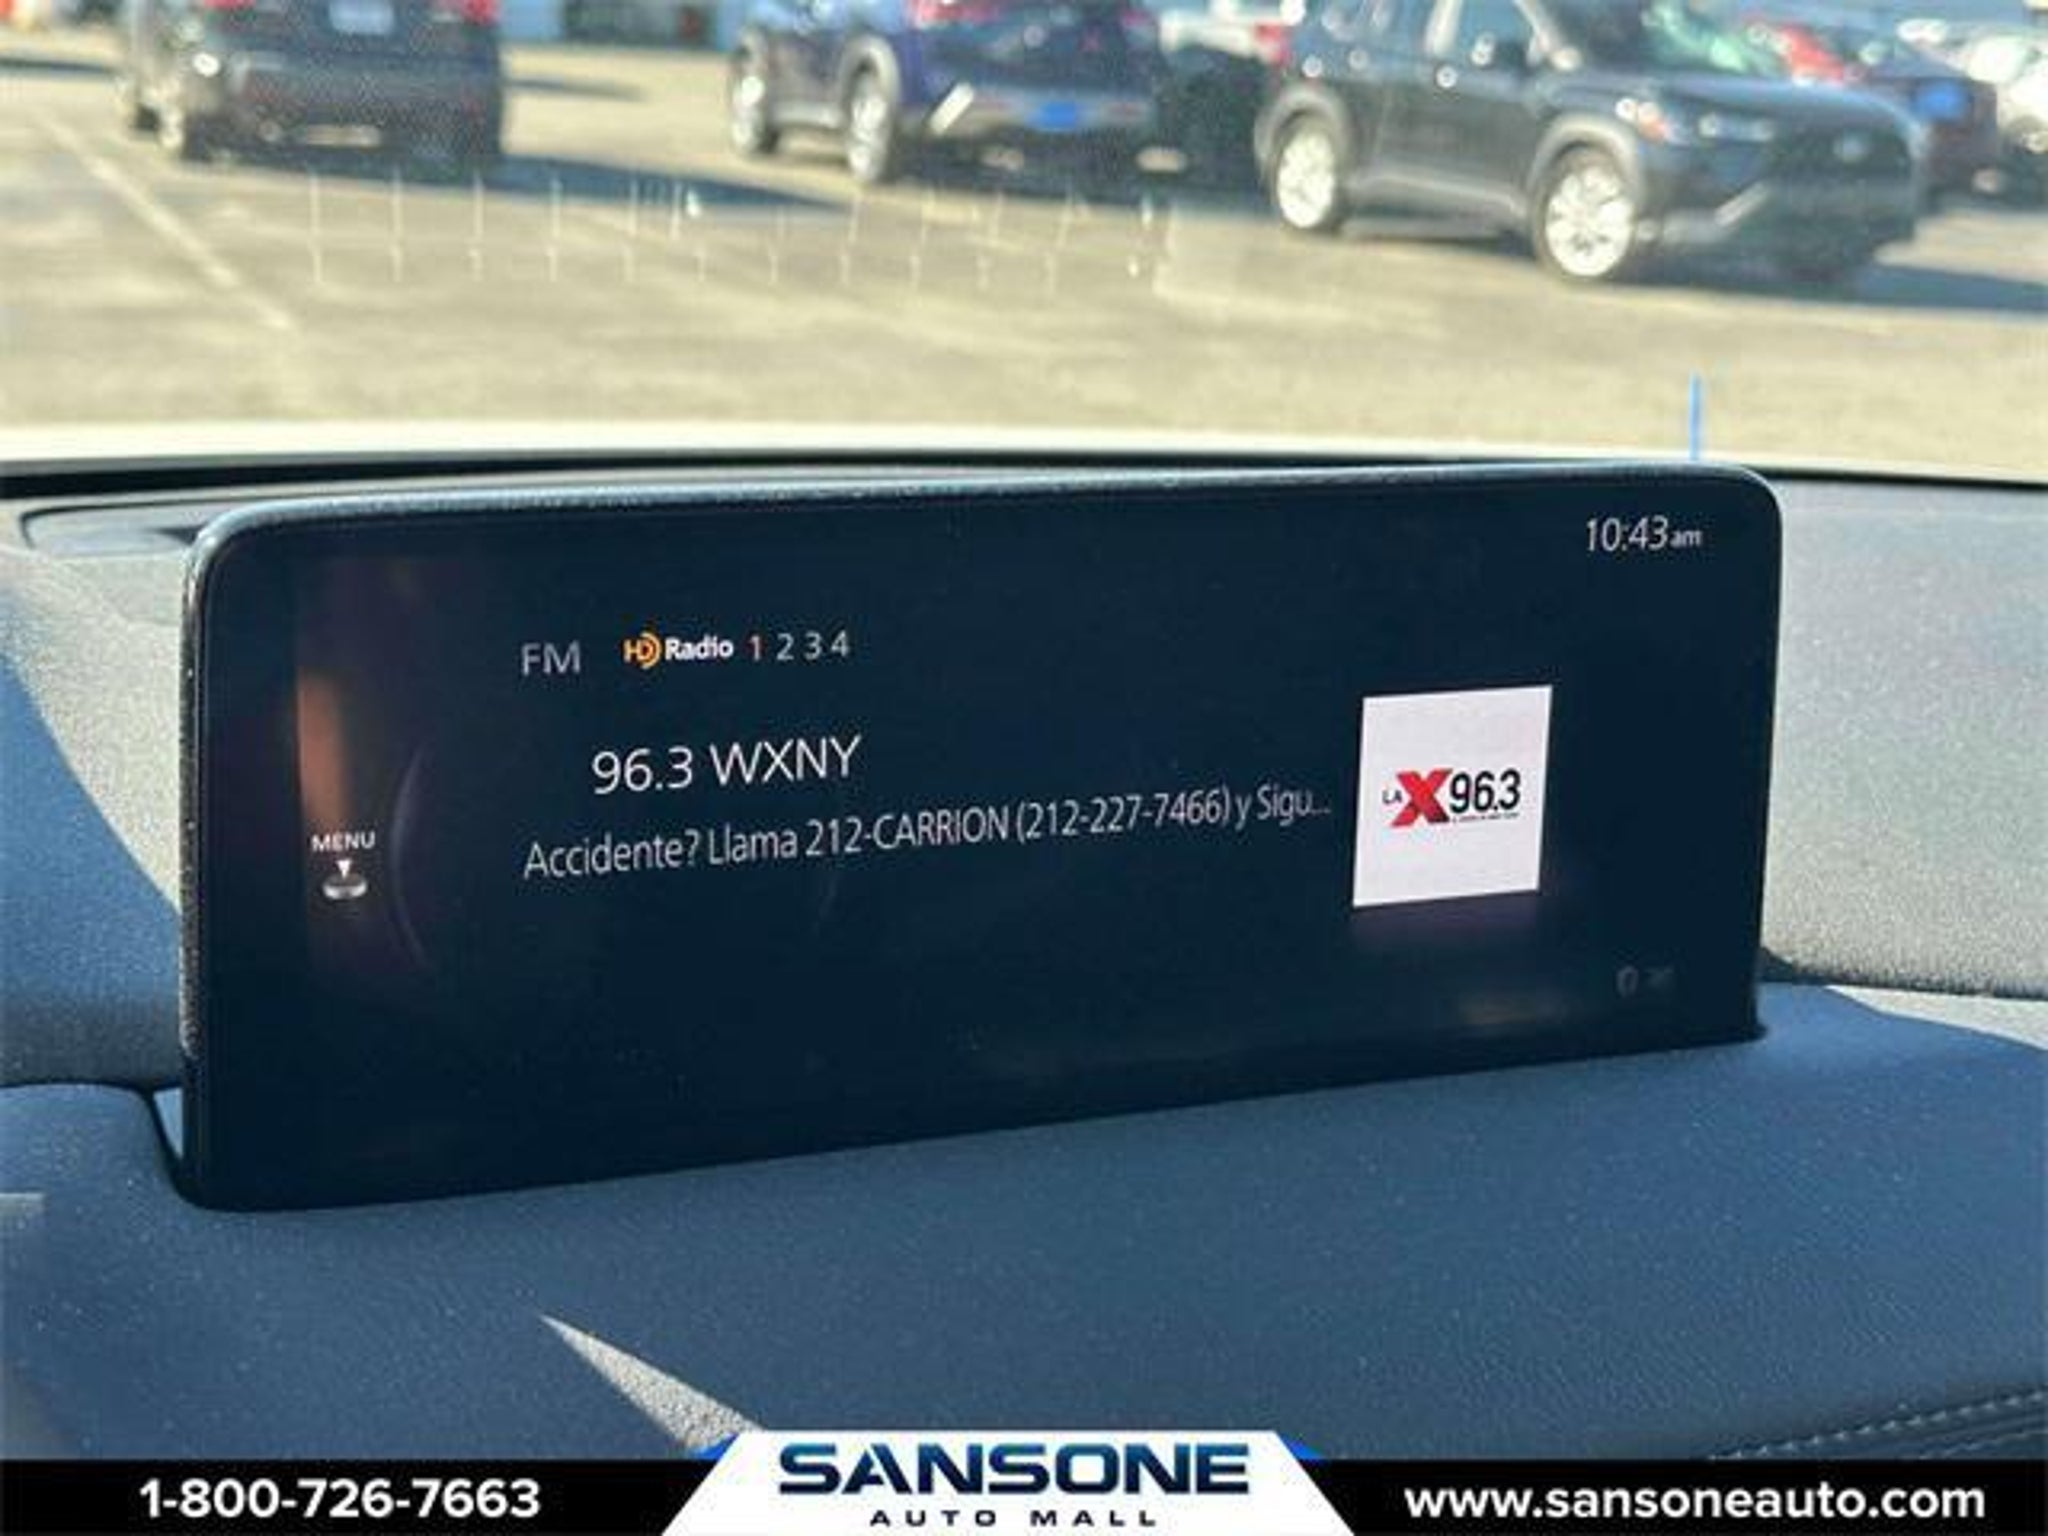 10:43am
FM HD Radio 1 2 3 4
96.3 WXNY
Accidente? Llama 212-CARRION (212-227-7466) y Sigu...
LA X 96.3
MENU
1-800-726-7663
SANSONE
AUTO MALL
www.sansoneauto.com